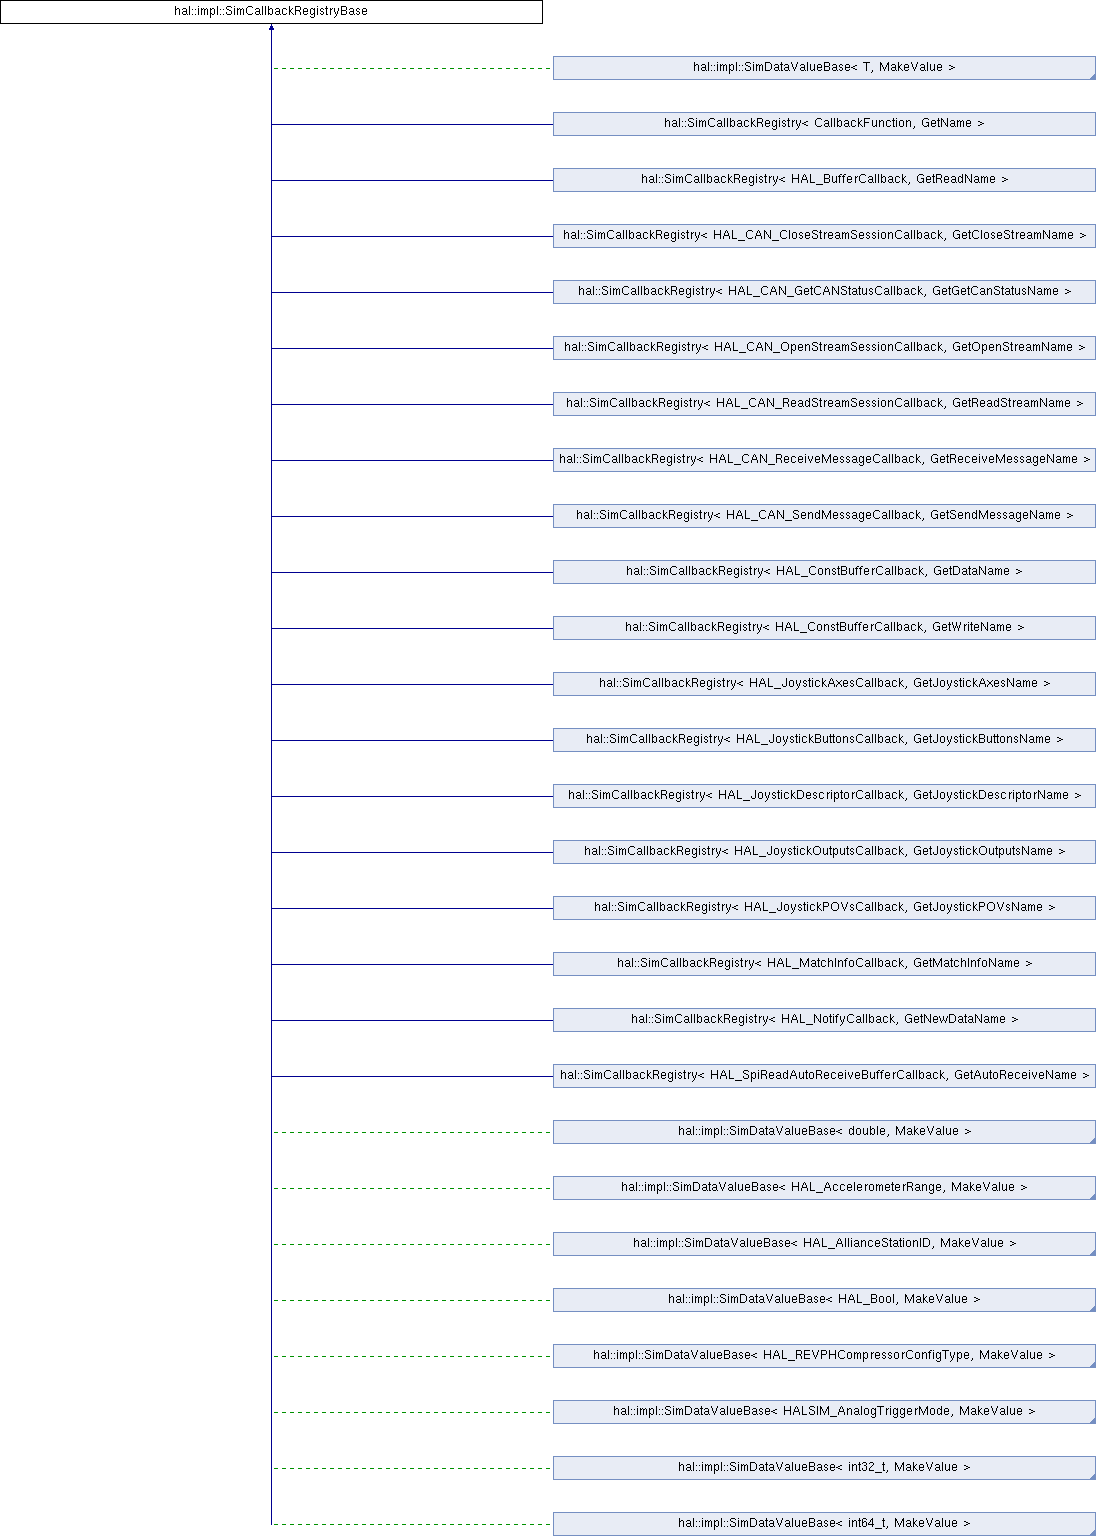 hal::impl::SimCallbackRegistryBase
hal::impl::SimDataValueBase< T, MakeValue >
hal::SimCallbackRegistry< CallbackFunction, GetName >
hal::SimCallbackRegistry< HAL_BufferCallback, GetReadName >
hal::SimCallbackRegistry< HAL_CAN_CloseStreamSessionCallback, GetCloseStreamName >
hal::SimCallbackRegistry< HAL_CAN_GetCANStatusCallback, GetGetCanStatusName >
hal::SimCallbackRegistry< HAL_CAN_OpenStreamSessionCallback, GetOpenStreamName >
hal::SimCallbackRegistry< HAL_CAN_ReadStreamSessionCallback, GetReadStreamName >
hal::SimCallbackRegistry< HAL_CAN_ReceiveMessageCallback, GetReceiveMessageName >
hal::SimCallbackRegistry< HAL_CAN_SendMessageCallback, GetSendMessageName >
hal::SimCallbackRegistry< HAL_ConstBufferCallback, GetDataName >
hal::SimCallbackRegistry< HAL_ConstBufferCallback, GetWriteName >
hal::SimCallbackRegistry< HAL_JoystickAxesCallback, GetJoystickAxesName >
hal::SimCallbackRegistry< HAL_JoystickButtonsCallback, GetJoystickButtonsName >
hal::SimCallbackRegistry< HAL_JoystickDescriptorCallback, GetJoystickDescriptorName >
hal::SimCallbackRegistry< HAL_JoystickOutputsCallback, GetJoystickOutputsName >
hal::SimCallbackRegistry< HAL_JoystickPOVsCallback, GetJoystickPOVsName >
hal::SimCallbackRegistry< HAL_MatchInfoCallback, GetMatchInfoName >
hal::SimCallbackRegistry< HAL_NotifyCallback, GetNewDataName >
hal::SimCallbackRegistry< HAL_SpiReadAutoReceiveBufferCallback, GetAutoReceiveName >
hal::impl::SimDataValueBase< double, MakeValue >
hal::impl::SimDataValueBase< HAL_AccelerometerRange, MakeValue >
hal::impl::SimDataValueBase< HAL_AllianceStationID, MakeValue >
hal::impl::SimDataValueBase< HAL_Bool, MakeValue >
hal::impl::SimDataValueBase< HAL_REVPHCompressorConfigType, MakeValue >
hal::impl::SimDataValueBase< HALSIM_AnalogTriggerMode, MakeValue >
hal::impl::SimDataValueBase< int32_t, MakeValue >
hal::impl::SimDataValueBase< int64_t, MakeValue >